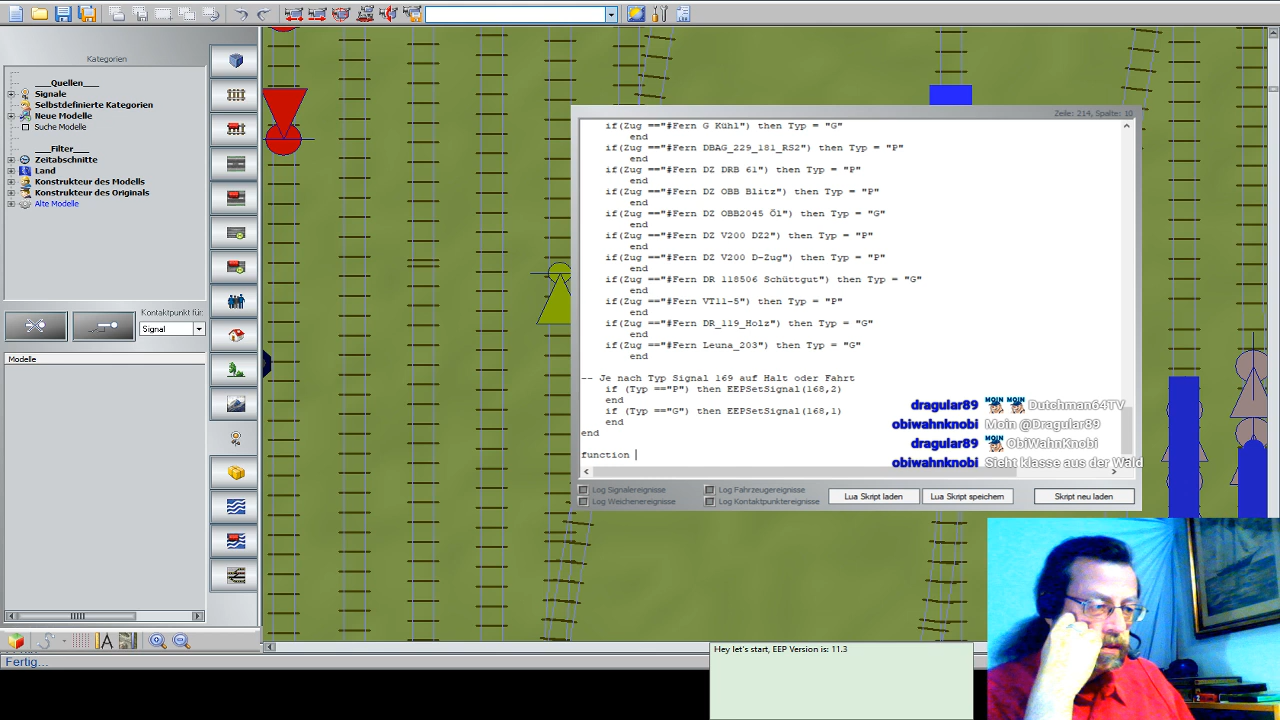 Kategorien
___Quellen___
Signale
Selbstdefinierte Kategorien
Neue Modelle
Suche Modelle
___Filter___
Zeitabschnitte
Land
Konstrukteur des Modells
Konstrukteur des Originals
Alte Modelle
Kontaktpunkt für:
Signal
Modelle
Fertig...
Zeile: 214, Spalte: 10
if(Zug =="#Fern G Kühl") then Typ = "G"
end
if(Zug =="#Fern DBAG_229_181_RS2") then Typ = "P"
end
if(Zug =="#Fern DZ DRB 61") then Typ = "P"
end
if(Zug =="#Fern DZ OBB Blitz") then Typ = "P"
end
if(Zug =="#Fern DZ OBB2045 Öl") then Typ = "G"
end
if(Zug =="#Fern DZ V200 DZ2") then Typ = "P"
end
if(Zug =="#Fern DZ V200 D-Zug") then Typ = "P"
end
if(Zug =="#Fern DR 118506 Schüttgut") then Typ = "G"
end
if(Zug =="#Fern VT11-5") then Typ = "P"
end
if(Zug =="#Fern DR_119_Holz") then Typ = "G"
end
if(Zug =="#Fern Leuna_203") then Typ = "G"
end
-- Je nach Typ Signal 169 auf Halt oder Fahrt
if (Typ =="P") then EEPSetSignal(168,2)
end
if (Typ =="G") then EEPSetSignal(168,1)
end
end
function
dragular89 MOIN MOIN Dutchman64TV
obiwahnknobi Moin @Dragular89
dragular89 MOIN ObiWahnKnobi
obiwahnknobi Sieht klasse aus der Wald
Log Signalereignisse
Log Weichenereignisse
Log Fahrzeugereignisse
Log Kontaktpunktereignisse
Lua Skript laden
Lua Skript speichern
Skript neu laden
Hey let's start, EEP Version is: 11.3